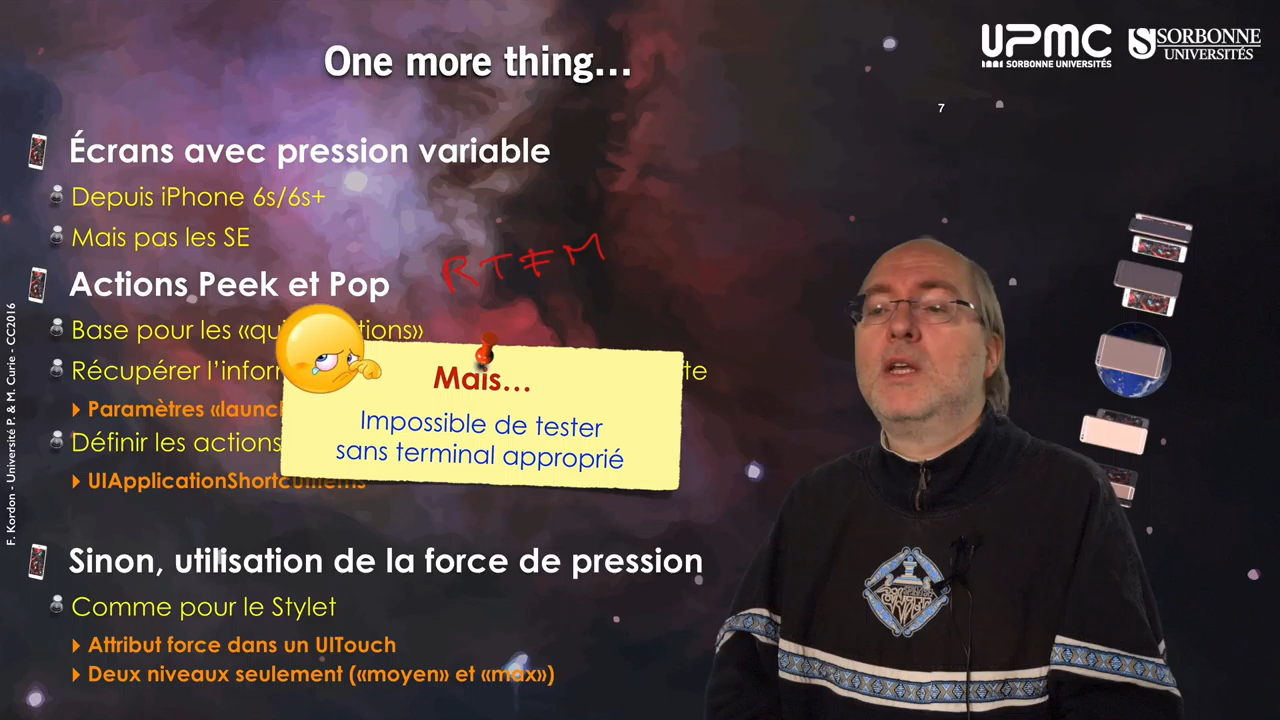 One more thing...
UPMC
SORBONNE UNIVERSITÉS
SORBONNE
UNIVERSITÉS
7
Écrans avec pression variable
Depuis iPhone 6s/6s+
Mais pas les SE
RTFM
Actions Peek et Pop
Base pour les
Récupérer
Paramètres
Définir les actions
Mais...
Impossible de tester
sans terminal approprié
Sinon, utilisation de la force de pression
Comme pour le Stylet
Attribut force dans un UITouch
Deux niveaux seulement («moyen» et «max»)
F. Kordon - Université P. & M. Curie - CC2016